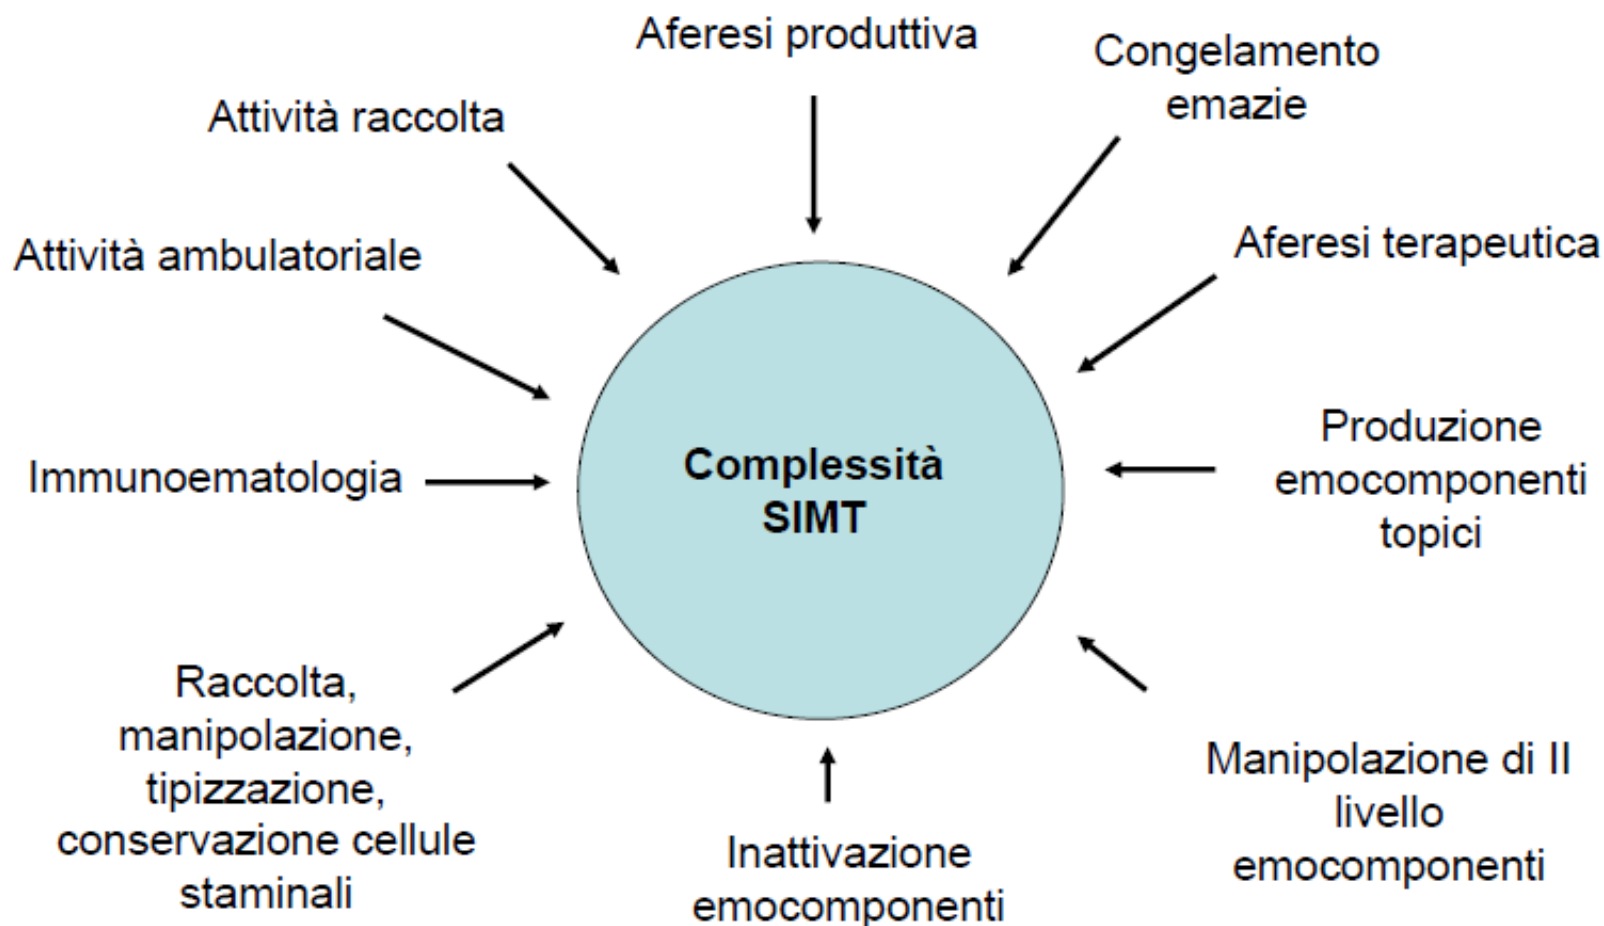 Aferesi produttiva
Congelamento
emazie
Attività raccolta
Aferesi terapeutica
Attività ambulatoriale
Produzione
emocomponenti
topici
Complessità
SIMT
Immunoematologia
Raccolta,
manipolazione,
tipizzazione,
conservazione cellule
staminali
Manipolazione di II
livello
emocomponenti
Inattivazione
emocomponenti